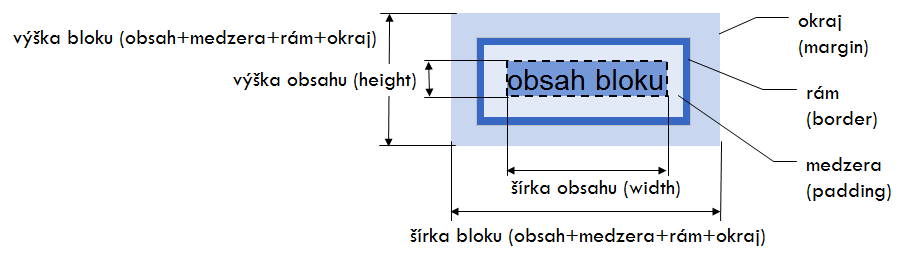 výška bloku (obsah+medzera+rám+okraj)
výška obsahu (height)
obsah bloku
šírka obsahu (width)
šírka bloku (obsah+medzera+rám+okraj)
okraj
(margin)
rám
(border)
medzera
(padding)